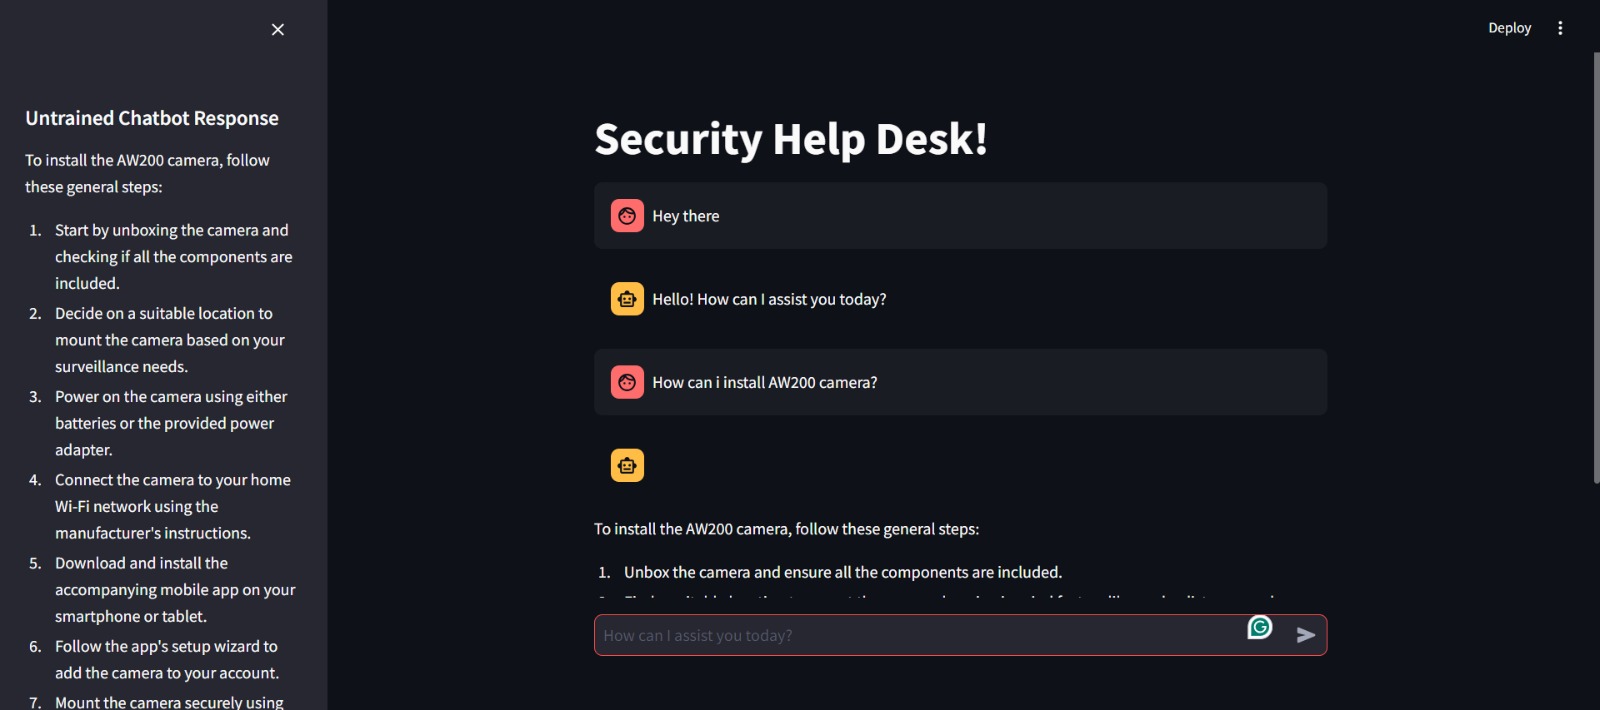 Untrained Chatbot Response
To install the AW200 camera, follow
these general steps:
1. Start by unboxing the camera and
checking if all the components are
included.
2. Decide on a suitable location to
mount the camera based on your
surveillance needs.
3. Power on the camera using either
batteries or the provided power
adapter.
4. Connect the camera to your home
Wi-Fi network using the
manufacturer's instructions.
5. Download and install the
accompanying mobile app on your
smartphone or tablet.
6. Follow the app's setup wizard to
add the camera to your account.
7. Mount the camera securely using
Deploy
Security Help Desk!
Hey there
Hello! How can I assist you today?
How can i install AW200 camera?
To install the AW200 camera, follow these general steps:
1. Unbox the camera and ensure all the components are included.
How can I assist you today?